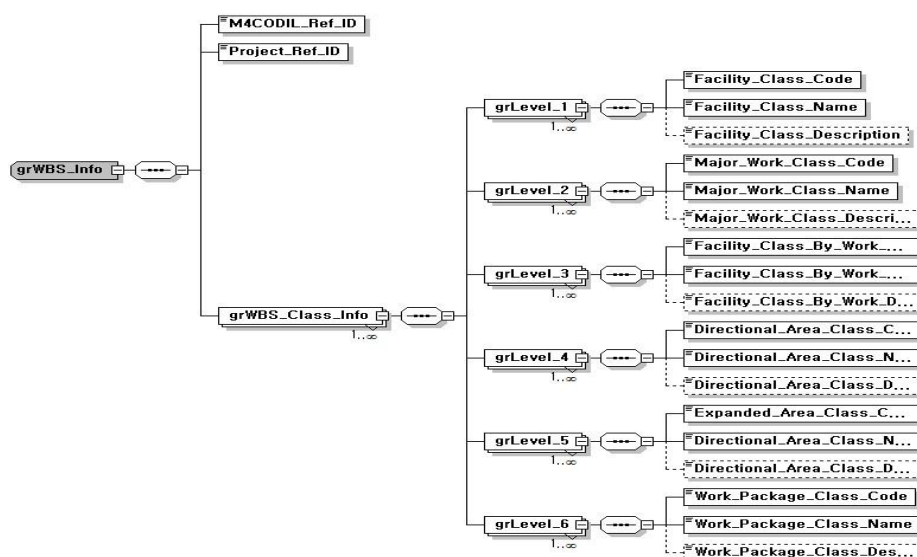 M4CODIL_Ref_ID
Project_Ref_ID
grWBS_Info
grWBS_Class_Info
1..∞
grLevel_1
1..∞
Facility_Class_Code
Facility_Class_Name
Facility_Class_Description
grLevel_2
1..∞
Major_Work_Class_Code
Major_Work_Class_Name
Major_Work_Class_Descri...
grLevel_3
1..∞
Facility_Class_By_Work_...
Facility_Class_By_Work_...
Facility_Class_By_Work_D...
grLevel_4
1..∞
Directional_Area_Class_C...
Directional_Area_Class_N...
Directional_Area_Class_D...
grLevel_5
1..∞
Expanded_Area_Class_C...
Directional_Area_Class_N...
Directional_Area_Class_D...
grLevel_6
1..∞
Work_Package_Class_Code
Work_Package_Class_Name
Work_Package_Class_Des...